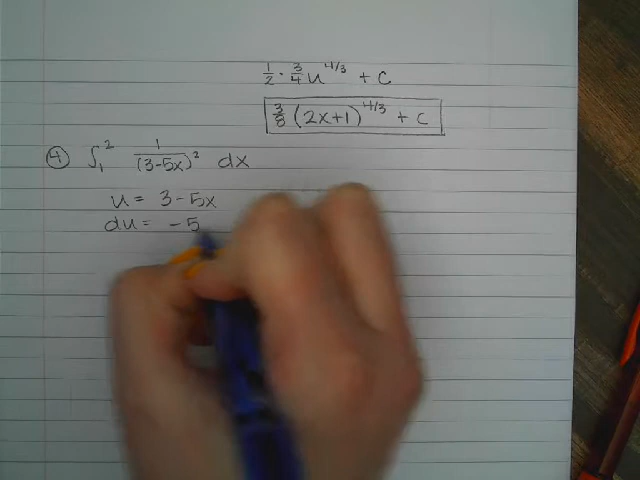 1/2 · 3/4 u^4/3 + C
3/8 (2x+1)^4/3 + C
④ ∫₁² 1/(3-5x)² dx
u = 3 - 5x
du = - 5